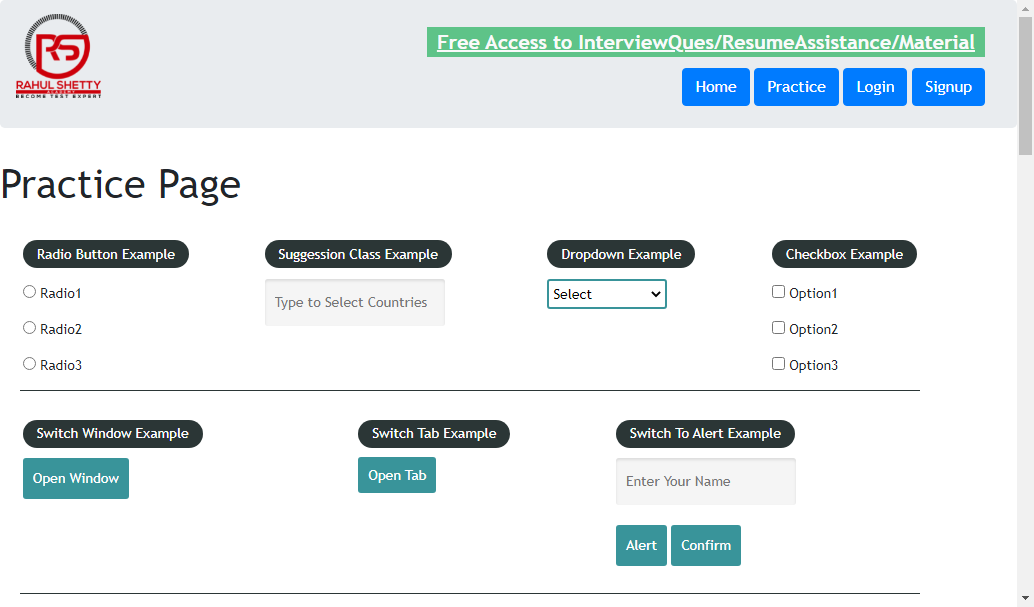 RS
RAHUL SHETTY
ACADEMY
BECOME TEST EXPERT
Free Access to InterviewQues/ResumeAssistance/Material
Home Practice Login Signup
Practice Page
Radio Button Example Suggession Class Example Dropdown Example Checkbox Example
Radio1 Type to Select Countries Select Option1
Radio2 Option2
Radio3 Option3
Switch Window Example Switch Tab Example Switch To Alert Example
Open Window Open Tab Enter Your Name
Alert Confirm